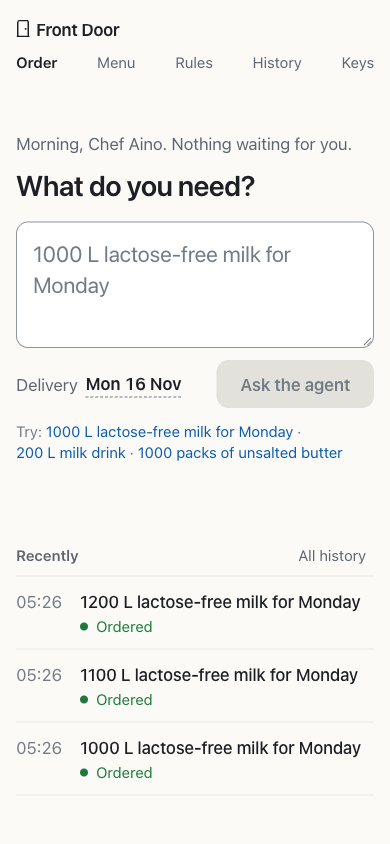 Front Door
Order Menu Rules History Keys
Morning, Chef Aino. Nothing waiting for you.
What do you need?
1000 L lactose-free milk for
Monday
Delivery Mon 16 Nov Ask the agent
Try: 1000 L lactose-free milk for Monday ·
200 L milk drink · 1000 packs of unsalted butter
Recently All history
05:26 1200 L lactose-free milk for Monday
Ordered
05:26 1100 L lactose-free milk for Monday
Ordered
05:26 1000 L lactose-free milk for Monday
Ordered